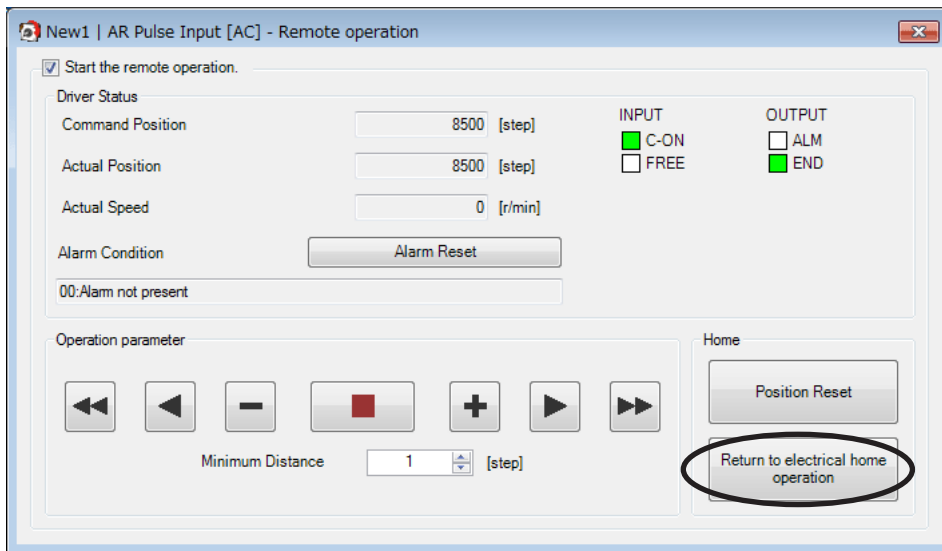 New1 | AR Pulse Input [AC] - Remote operation
Start the remote operation.
Driver Status
Command Position 8500 [step]
Actual Position 8500 [step]
Actual Speed 0 [r/min]
INPUT OUTPUT
C-ON ALM
FREE END
Alarm Condition Alarm Reset
00:Alarm not present
Operation parameter
Minimum Distance 1 [step]
Home
Position Reset
Return to electrical home
operation